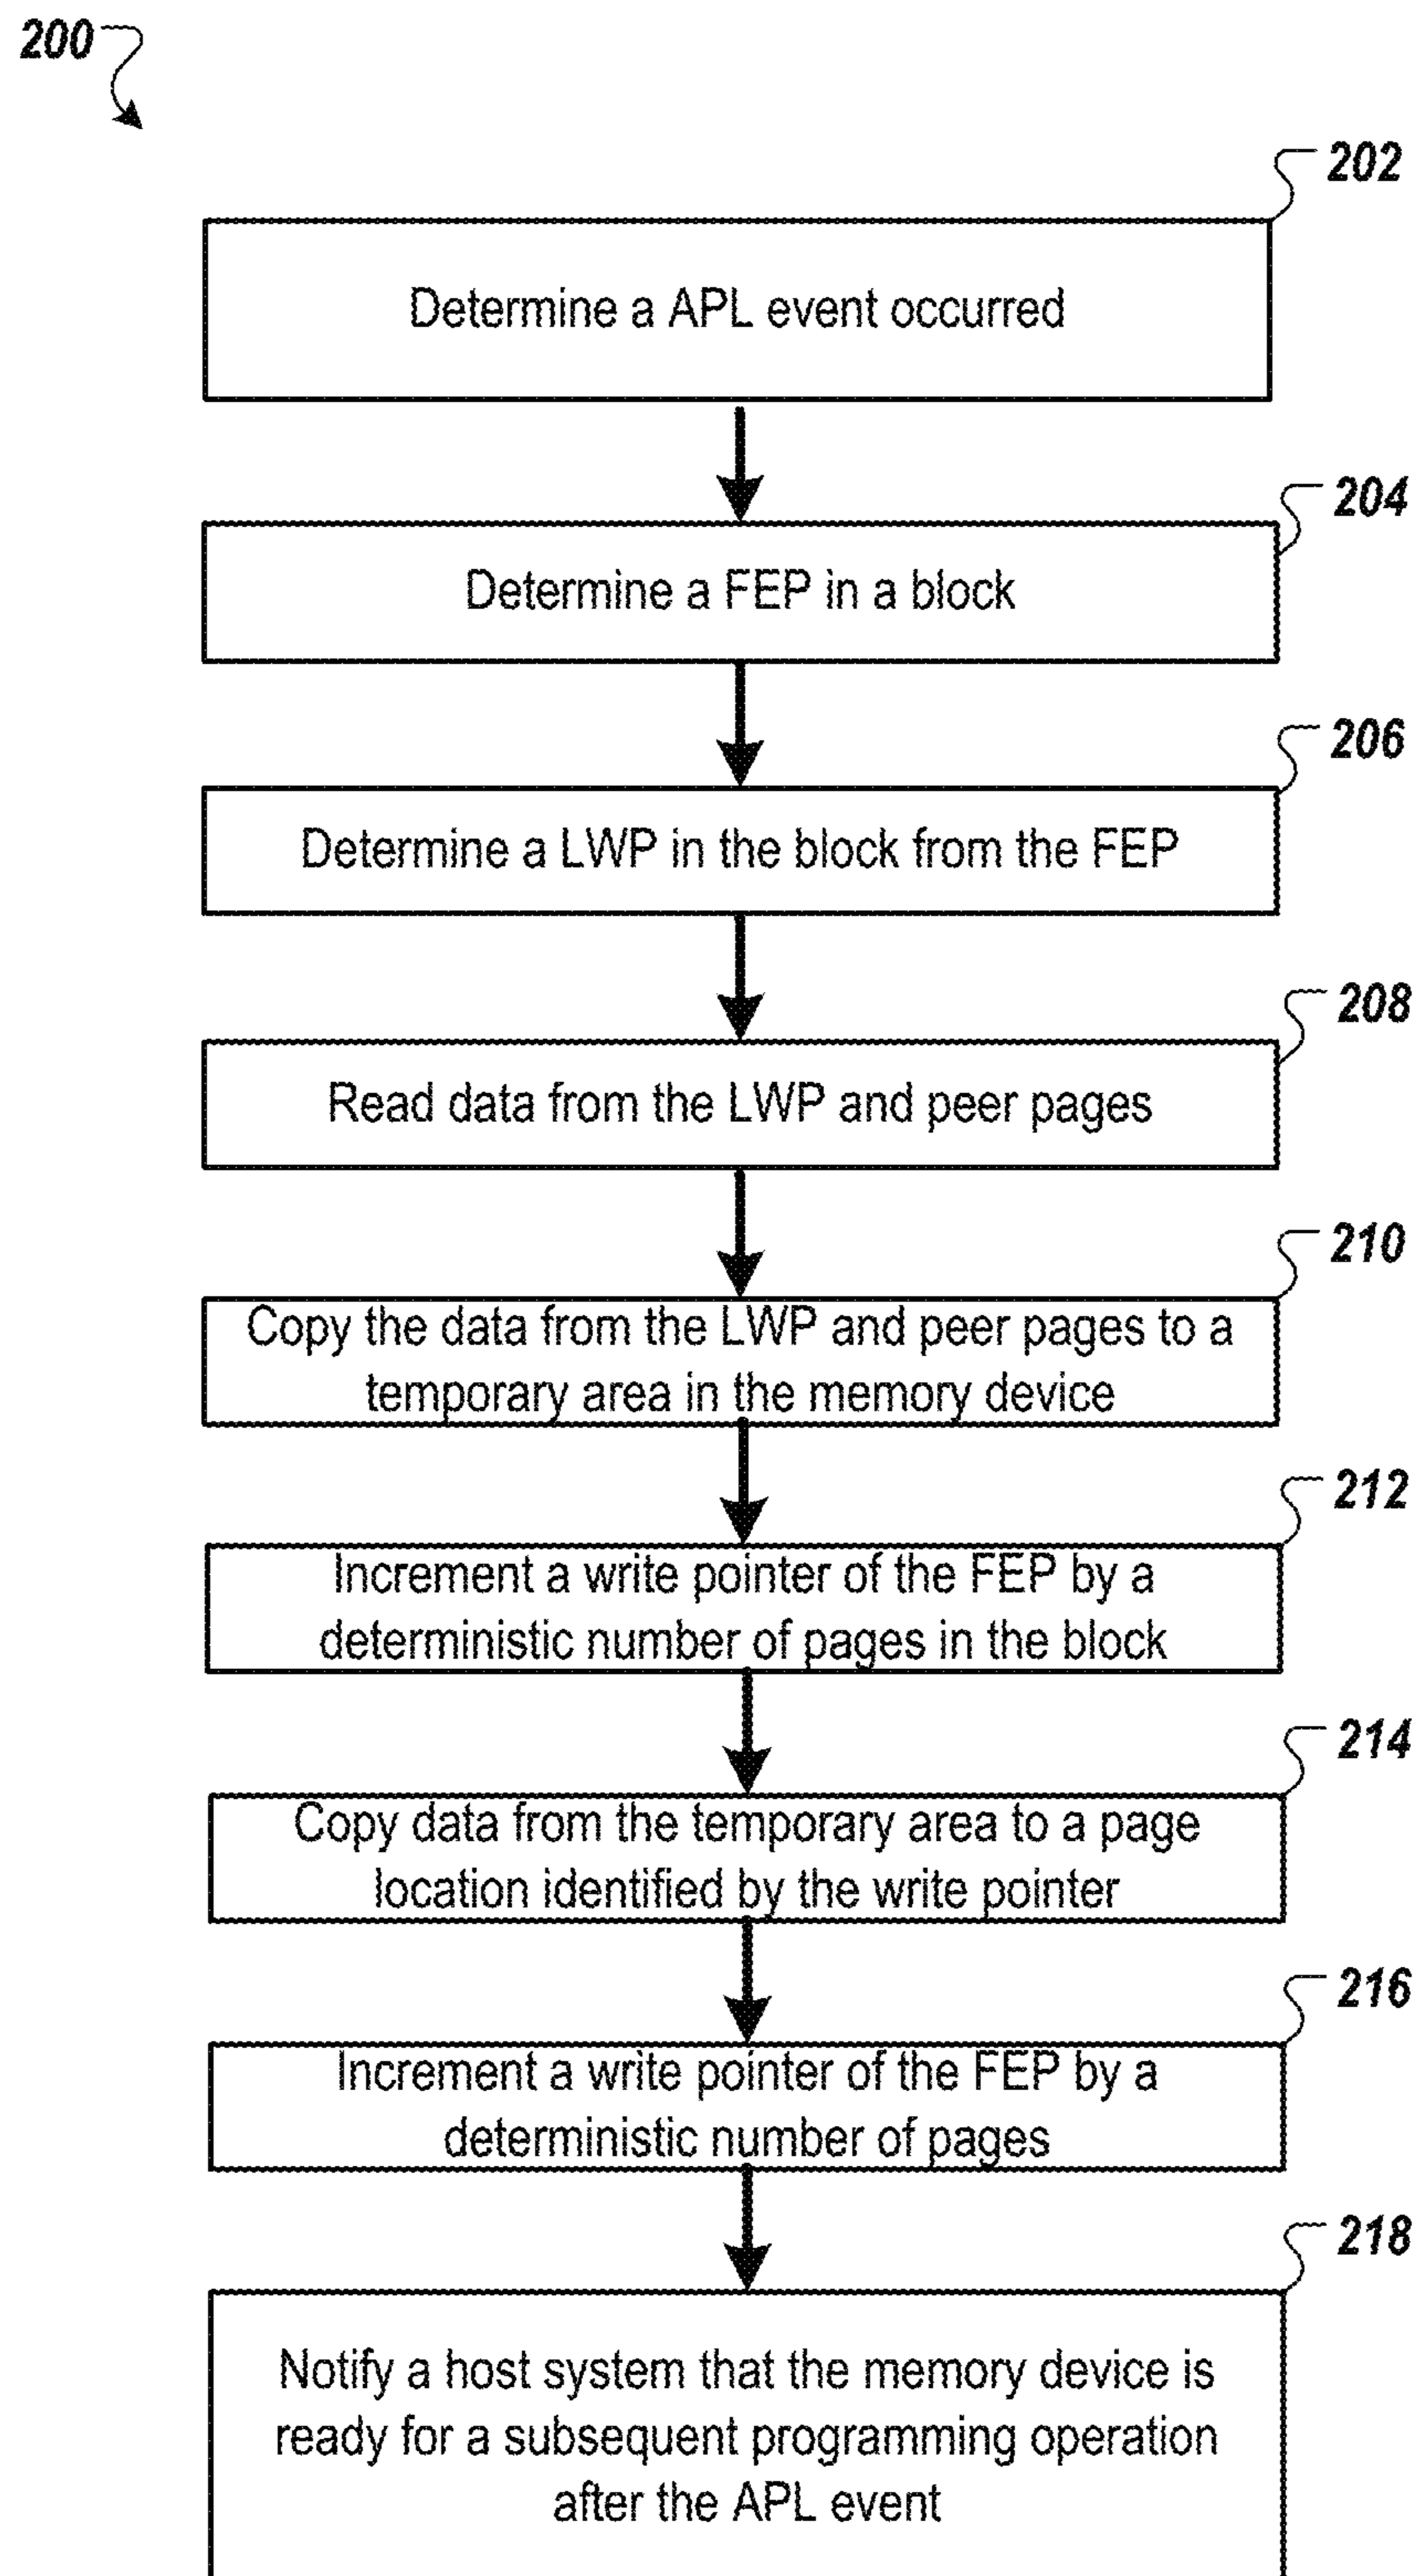 200
202
Determine a APL event occurred
204
Determine a FEP in a block
206
Determine a LWP in the block from the FEP
208
Read data from the LWP and peer pages
210
Copy the data from the LWP and peer pages to a
temporary area in the memory device
212
Increment a write pointer of the FEP by a
deterministic number of pages in the block
214
Copy data from the temporary area to a page
location identified by the write pointer
216
Increment a write pointer of the FEP by a
deterministic number of pages
218
Notify a host system that the memory device is
ready for a subsequent programming operation
after the APL event